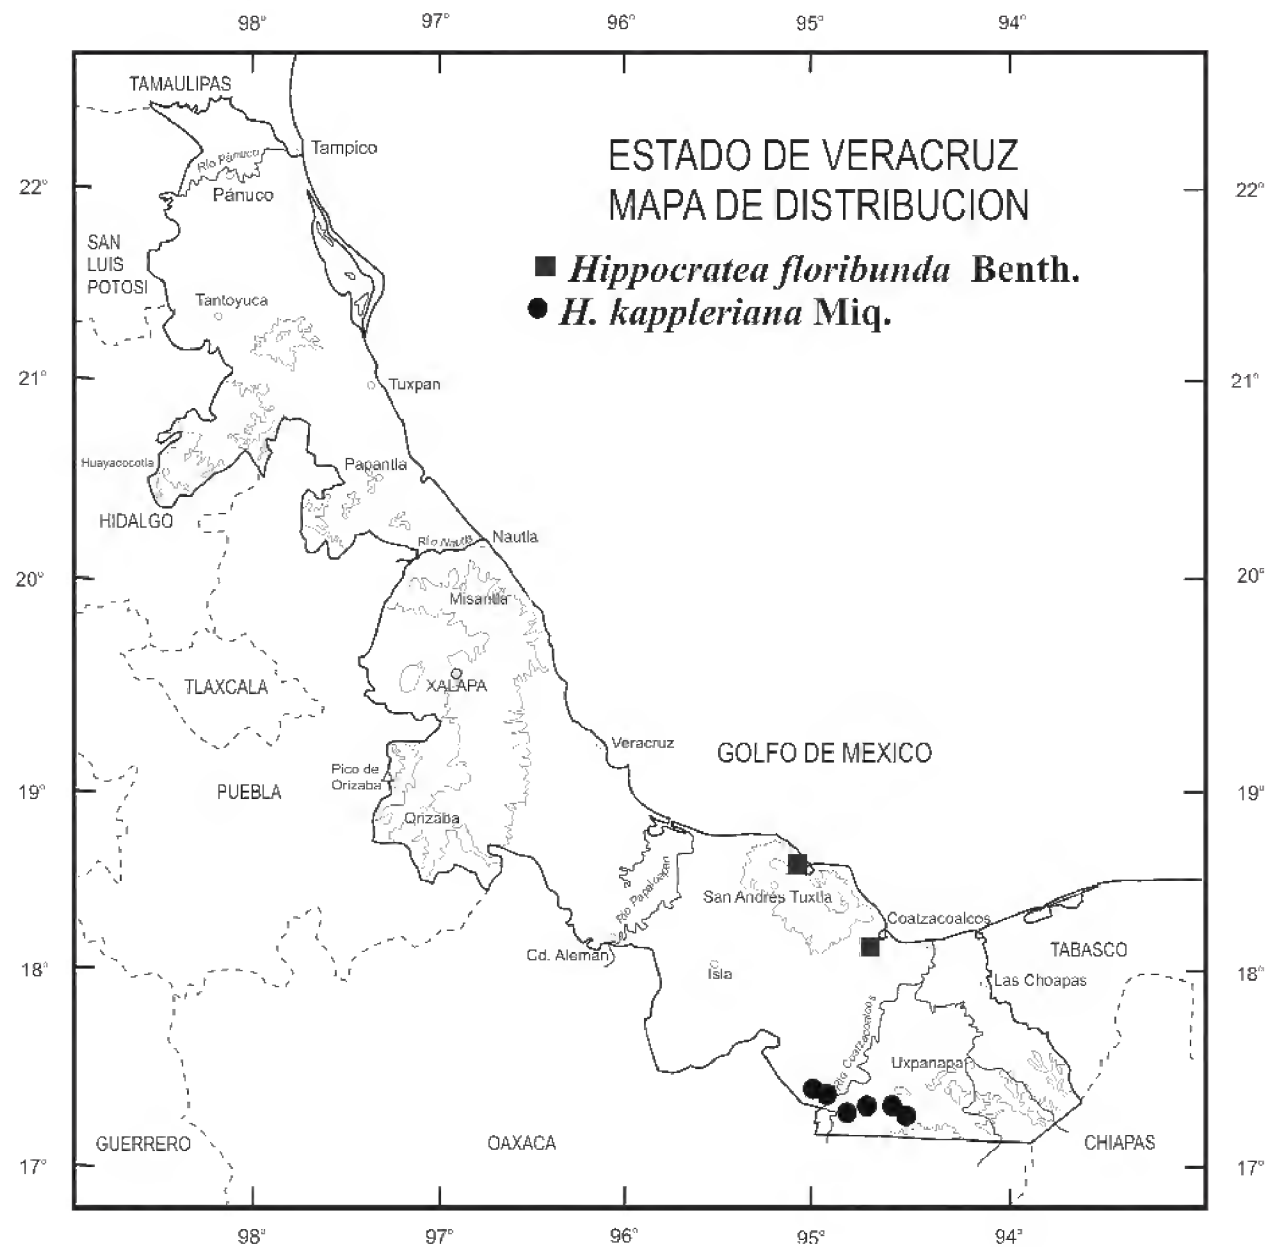 98° 97° 96° 95° 94°
TAMAULIPAS
Tampico
Río Pánuco
Pánuco
ESTADO DE VERACRUZ
MAPA DE DISTRIBUCION
22° 22°
SAN
LUIS
POTOSI
Hippocratea floribunda Benth.
H. kappleriana Miq.
Tantoyuca
21° 21°
Tuxpan
Huayacocotla
Papantla
HIDALGO
Río Nautla
Nautla
20° 20°
Misantla
TLAXCALA
XALAPA
Veracruz
GOLFO DE MEXICO
Pico de
Orizaba
PUEBLA
19° 19°
Orizaba
Río Papaloapan
San Andrés Tuxtla
Coatzacoalcos
Cd. Alemán
TABASCO
Isla
Las Choapas
18° 18°
Río Coatzacoalcos
Uxpanapa
GUERRERO
OAXACA
CHIAPAS
17° 17°
98° 97° 96° 95° 94°